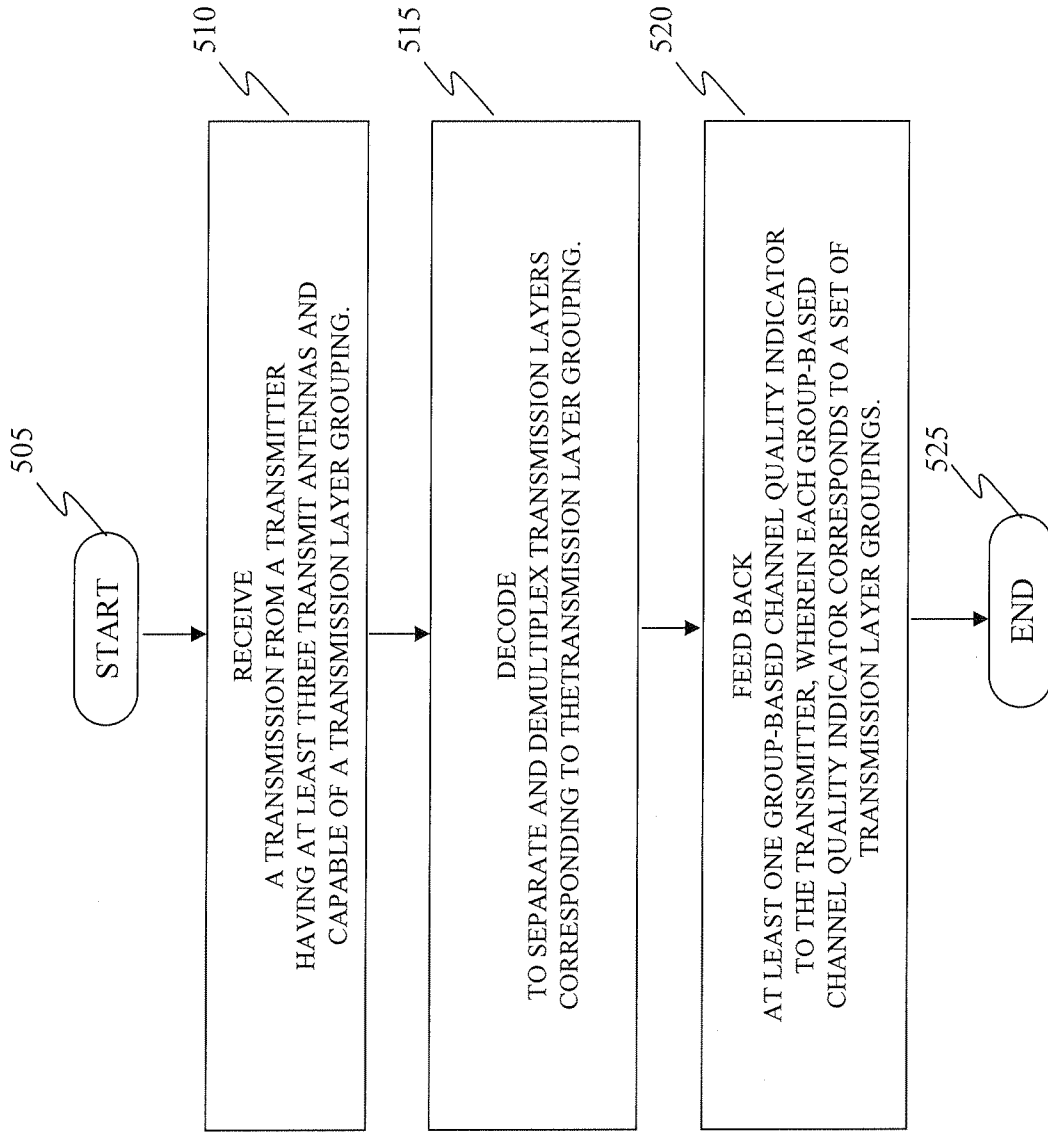 505
START
510
RECEIVE
A TRANSMISSION FROM A TRANSMITTER
HAVING AT LEAST THREE TRANSMIT ANTENNAS AND
CAPABLE OF A TRANSMISSION LAYER GROUPING.
515
DECODE
TO SEPARATE AND DEMULTIPLEX TRANSMISSION LAYERS
CORRESPONDING TO THETRANSMISSION LAYER GROUPING.
520
FEED BACK
AT LEAST ONE GROUP-BASED CHANNEL QUALITY INDICATOR
TO THE TRANSMITTER, WHEREIN EACH GROUP-BASED
CHANNEL QUALITY INDICATOR CORRESPONDS TO A SET OF
TRANSMISSION LAYER GROUPINGS.
525
END